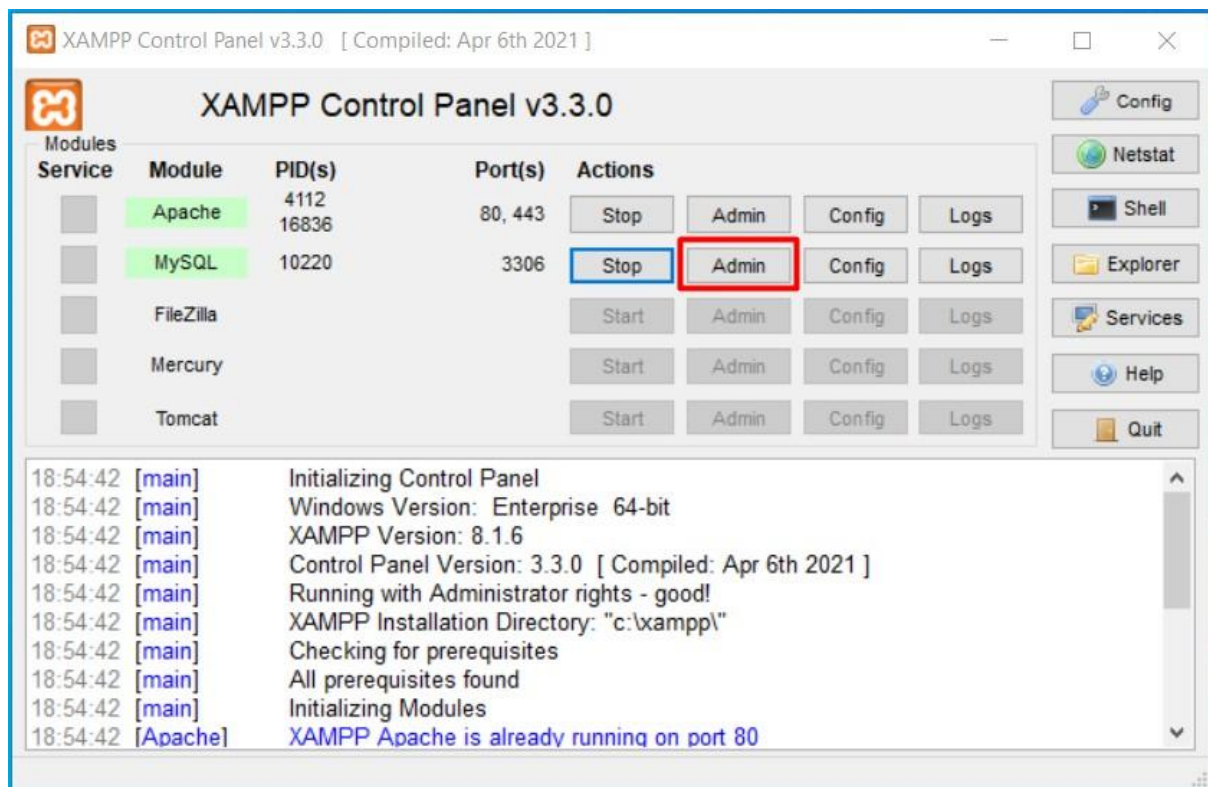 XAMPP Control Panel v3.3.0 [ Compiled: Apr 6th 2021 ]
XAMPP Control Panel v3.3.0
Config
Modules
Service Module PID(s) Port(s) Actions
Netstat
Apache 4112 16836 80, 443 Stop Admin Config Logs
Shell
MySQL 10220 3306 Stop Admin Config Logs
Explorer
FileZilla Start Admin Config Logs
Services
Mercury Start Admin Config Logs
Help
Tomcat Start Admin Config Logs
Quit
18:54:42 [main] Initializing Control Panel
18:54:42 [main] Windows Version: Enterprise 64-bit
18:54:42 [main] XAMPP Version: 8.1.6
18:54:42 [main] Control Panel Version: 3.3.0 [ Compiled: Apr 6th 2021 ]
18:54:42 [main] Running with Administrator rights - good!
18:54:42 [main] XAMPP Installation Directory: "c:\xampp\"
18:54:42 [main] Checking for prerequisites
18:54:42 [main] All prerequisites found
18:54:42 [main] Initializing Modules
18:54:42 [Apache] XAMPP Apache is already running on port 80